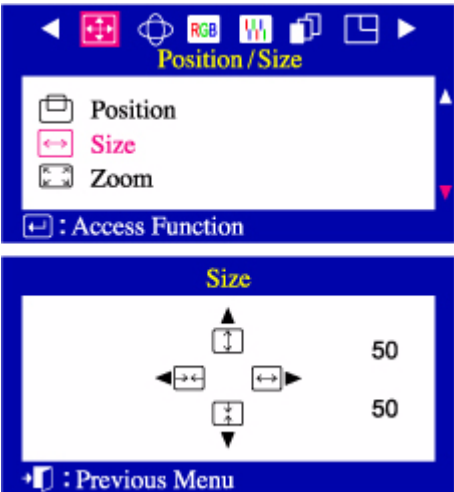 RGB
Position/Size
Position
Size
Zoom
: Access Function
Size
50
50
: Previous Menu